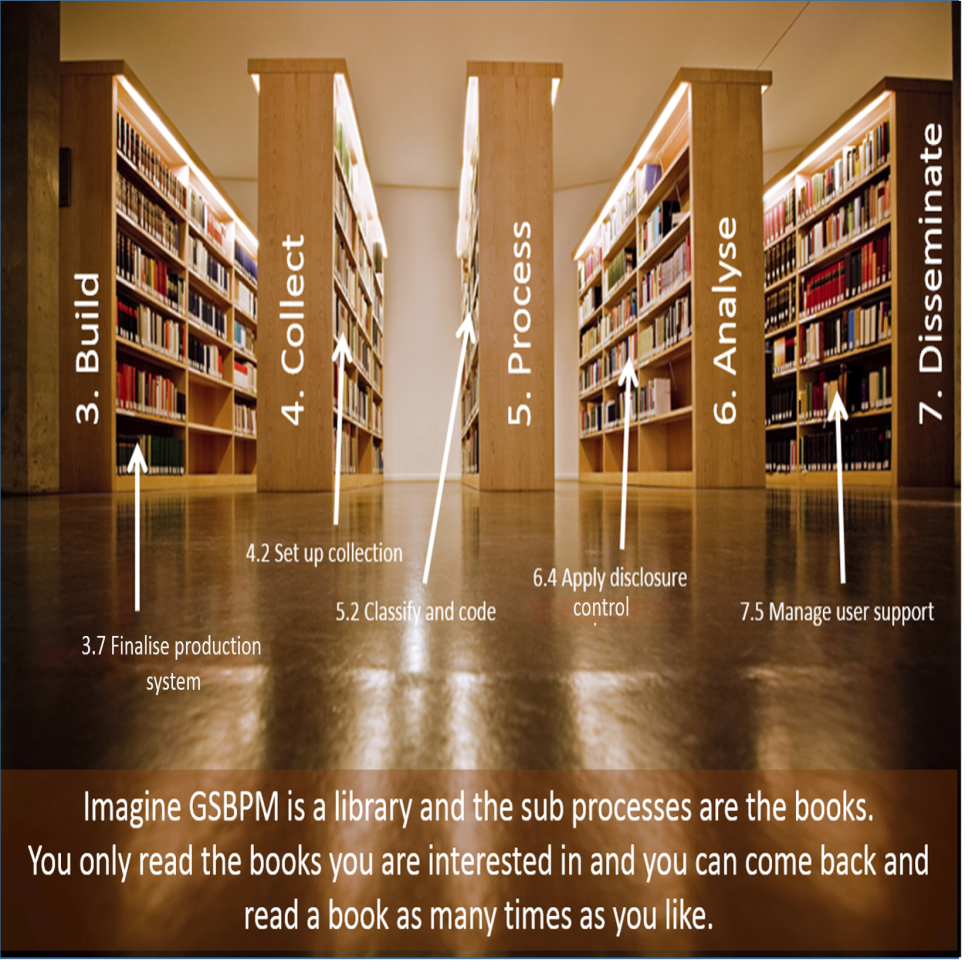 3. Build
4. Collect
5. Process
6. Analyse
7. Disseminate
4.2 Set up collection
6.4 Apply disclosure
control
5.2 Classify and code
7.5 Manage user support
3.7 Finalise production
system
Imagine GSBPM is a library and the sub processes are the books.
You only read the books you are interested in and you can come back and
read a book as many times as you like.